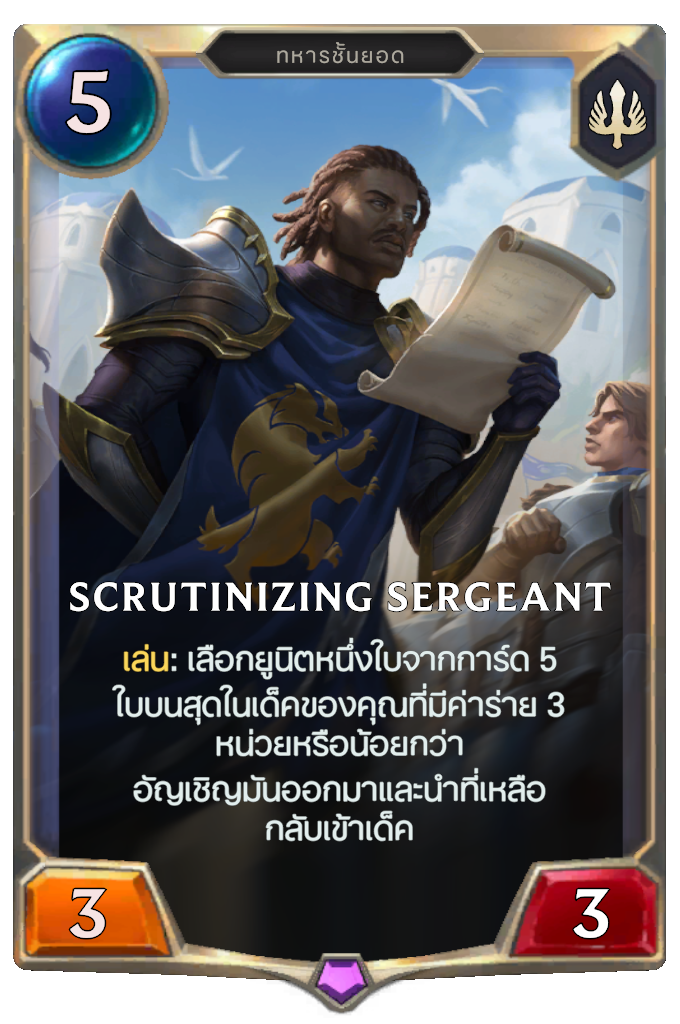 5
ทหารชั้นยอด
SCRUTINIZING SERGEANT
เล่น: เลือกยูนิตหนึ่งใบจากการ์ด 5
ใบบนสุดในเด็คของคุณที่มีค่าร่าย 3
หน่วยหรือน้อยกว่า
อัญเชิญมันออกมาและนำที่เหลือ
กลับเข้าเด็ค
3
3